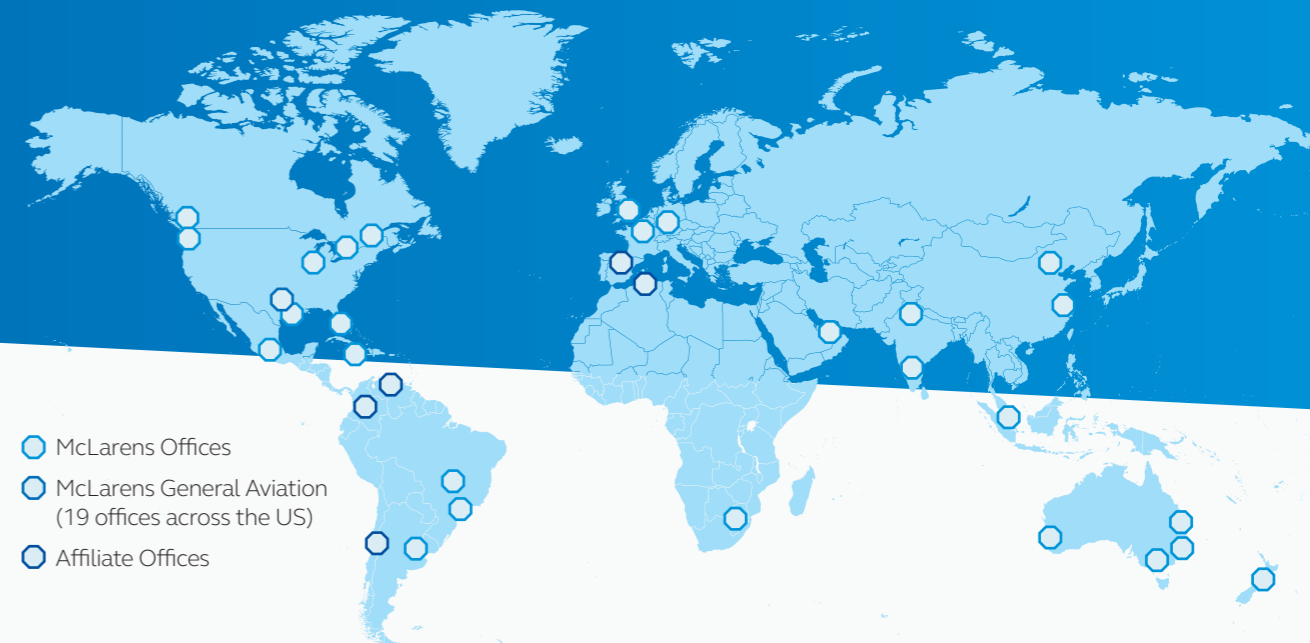 McLarens Offices
McLarens General Aviation
(19 offices across the US)
Affiliate Offices